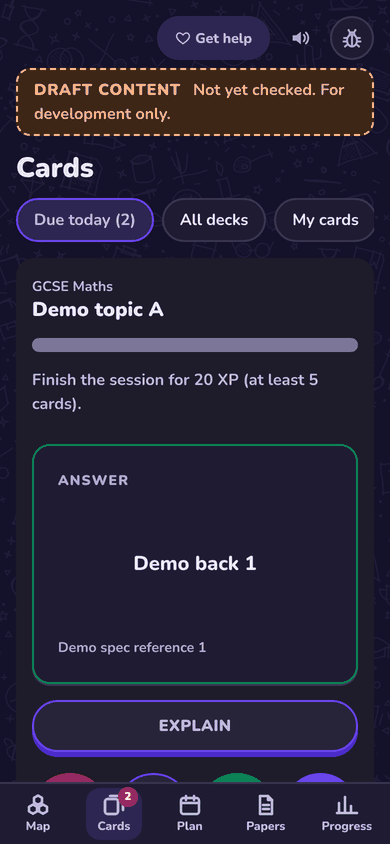 Get help
DRAFT CONTENT Not yet checked. For
development only.
Cards
Due today (2)
All decks
My cards
GCSE Maths
Demo topic A
Finish the session for 20 XP (at least 5
cards).
ANSWER
Demo back 1
Demo spec reference 1
EXPLAIN
2
Map
Cards
Plan
Papers
Progress